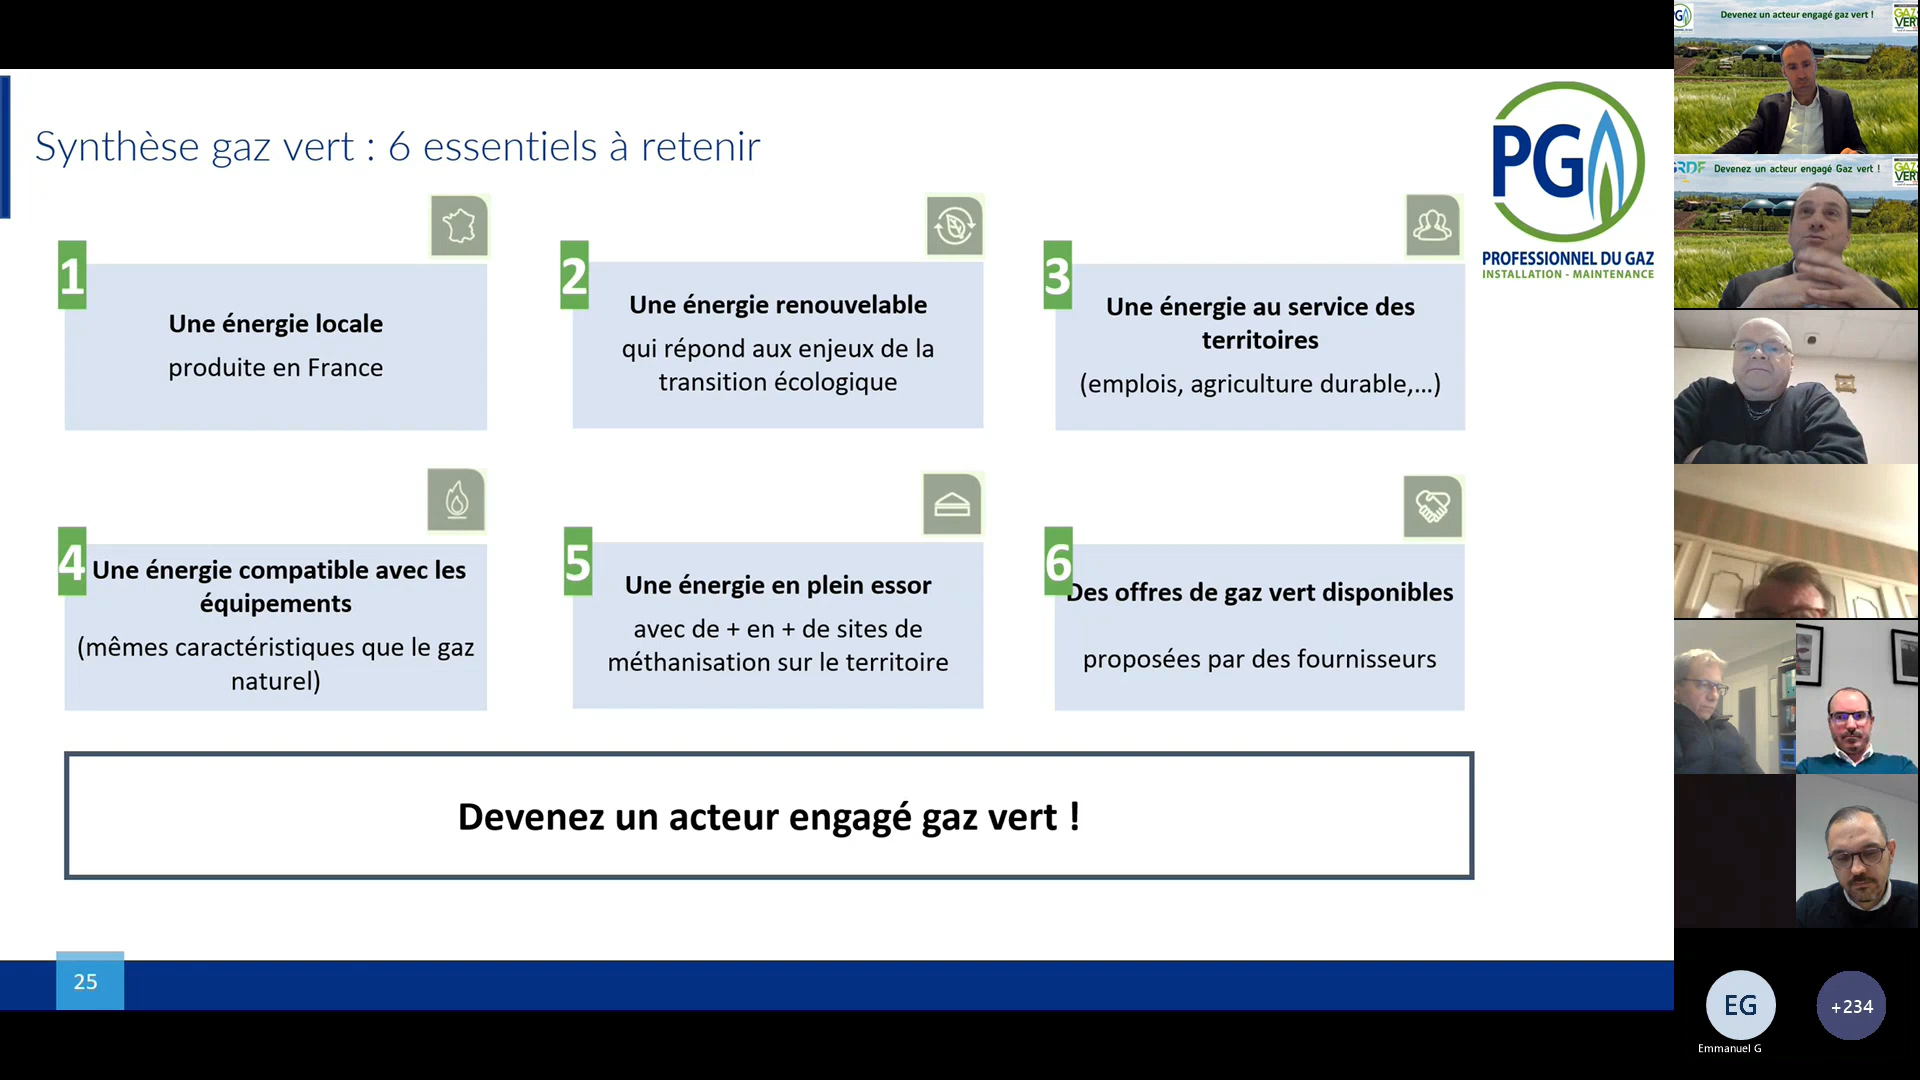 Synthèse gaz vert : 6 essentiels à retenir
PG
PROFESSIONNEL DU GAZ
INSTALLATION - MAINTENANCE
1
Une énergie locale
produite en France
2
Une énergie renouvelable
qui répond aux enjeux de la
transition écologique
3
Une énergie au service des
territoires
(emplois, agriculture durable,...)
4
Une énergie compatible avec les
équipements
(mêmes caractéristiques que le gaz
naturel)
5
Une énergie en plein essor
avec de + en + de sites de
méthanisation sur le territoire
6
Des offres de gaz vert disponibles
proposées par des fournisseurs
Devenez un acteur engagé gaz vert !
25
Devenez un acteur engagé gaz vert !
GAZ
VERT
GRDF
Devenez un acteur engagé Gaz vert !
GAZ
VERT
EG
Emmanuel G
+234